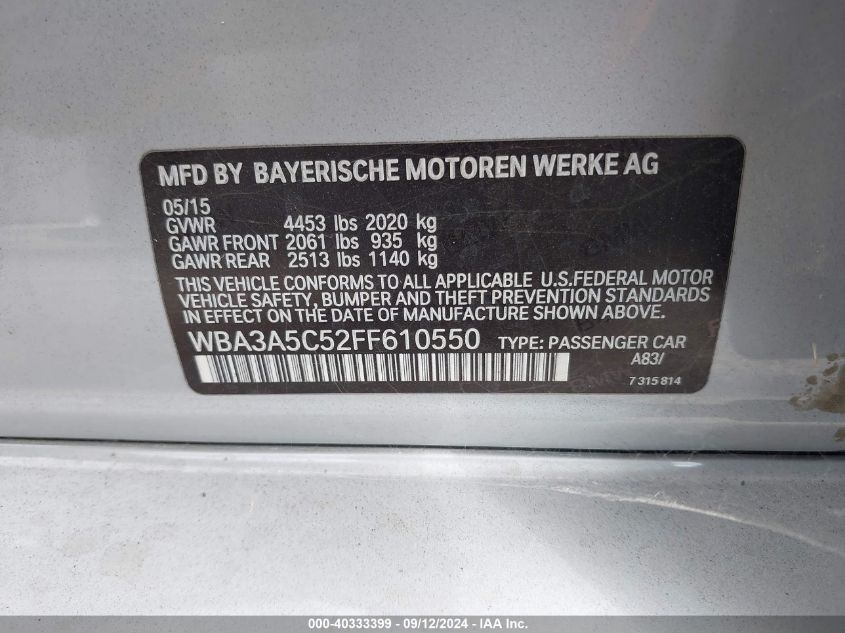 MFD BY BAYERISCHE MOTOREN WERKE AG
05/15
GVWR 4453 lbs 2020 kg
GAWR FRONT 2061 lbs 935 kg
GAWR REAR 2513 lbs 1140 kg
THIS VEHICLE CONFORMS TO ALL APPLICABLE U.S.FEDERAL MOTOR
VEHICLE SAFETY, BUMPER AND THEFT PREVENTION STANDARDS
IN EFFECT ON THE DATE OF MANUFACTURE SHOWN ABOVE.
WBA3A5C52FF610550 TYPE: PASSENGER CAR
A83/
7 315 814
000-40333399 - 09/12/2024 - IAA Inc.